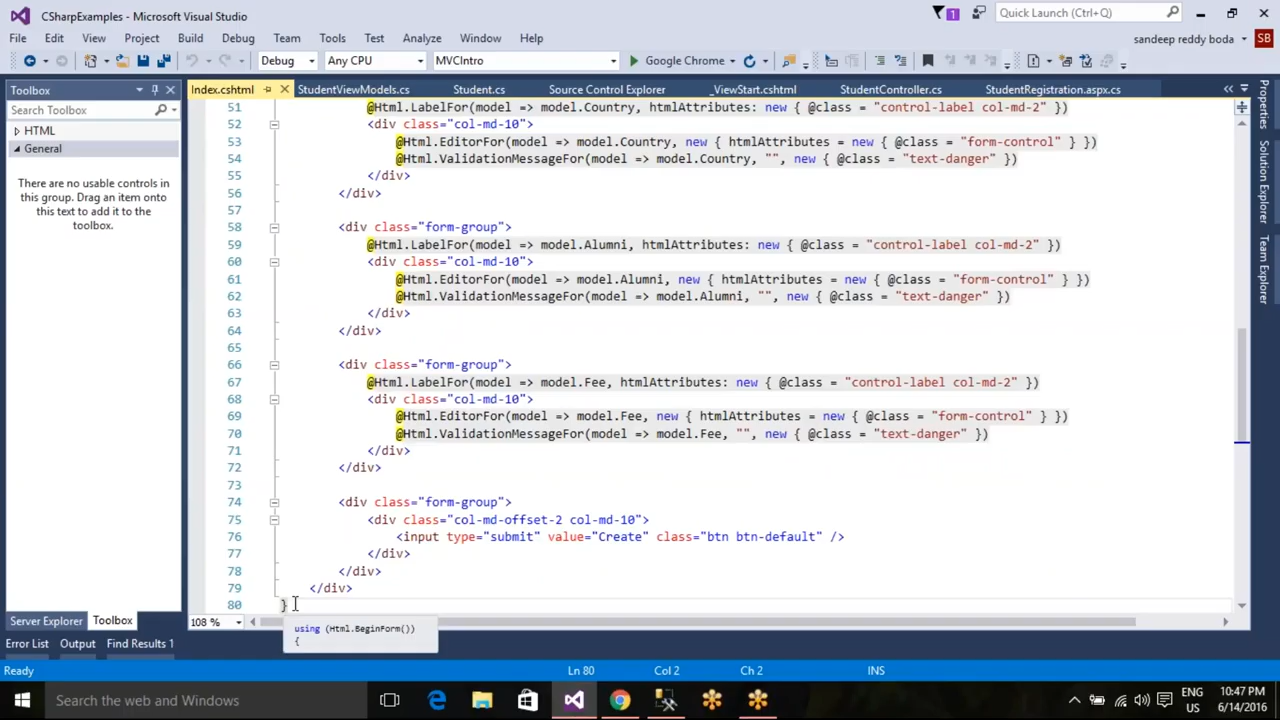 CSharpExamples - Microsoft Visual Studio
1
Quick Launch (Ctrl+Q)
File Edit View Project Build Debug Team Tools Test Analyze Window Help
sandeep reddy boda SB
Debug Any CPU MVCIntro Google Chrome
Toolbox
Index.cshtml StudentViewModels.cs Student.cs Source Control Explorer _ViewStart.cshtml StudentController.cs StudentRegistration.aspx.cs
Search Toolbox
HTML
General
There are no usable controls in
this group. Drag an item onto
this text to add it to the
toolbox.
51 @Html.LabelFor(model => model.Country, htmlAttributes: new { @class = "control-label col-md-2" })
52 <div class="col-md-10">
53 @Html.EditorFor(model => model.Country, new { htmlAttributes = new { @class = "form-control" } })
54 @Html.ValidationMessageFor(model => model.Country, "", new { @class = "text-danger" })
55 </div>
56 </div>
57
58 <div class="form-group">
59 @Html.LabelFor(model => model.Alumni, htmlAttributes: new { @class = "control-label col-md-2" })
60 <div class="col-md-10">
61 @Html.EditorFor(model => model.Alumni, new { htmlAttributes = new { @class = "form-control" } })
62 @Html.ValidationMessageFor(model => model.Alumni, "", new { @class = "text-danger" })
63 </div>
64 </div>
65
66 <div class="form-group">
67 @Html.LabelFor(model => model.Fee, htmlAttributes: new { @class = "control-label col-md-2" })
68 <div class="col-md-10">
69 @Html.EditorFor(model => model.Fee, new { htmlAttributes = new { @class = "form-control" } })
70 @Html.ValidationMessageFor(model => model.Fee, "", new { @class = "text-danger" })
71 </div>
72 </div>
73
74 <div class="form-group">
75 <div class="col-md-offset-2 col-md-10">
76 <input type="submit" value="Create" class="btn btn-default" />
77 </div>
78 </div>
79 </div>
80 }
using (Html.BeginForm())
{
Properties
Solution Explorer
Team Explorer
Server Explorer Toolbox
108 %
Error List Output Find Results 1
Ready Ln 80 Col 2 Ch 2 INS
Search the web and Windows
ENG
US
10:47 PM
6/14/2016